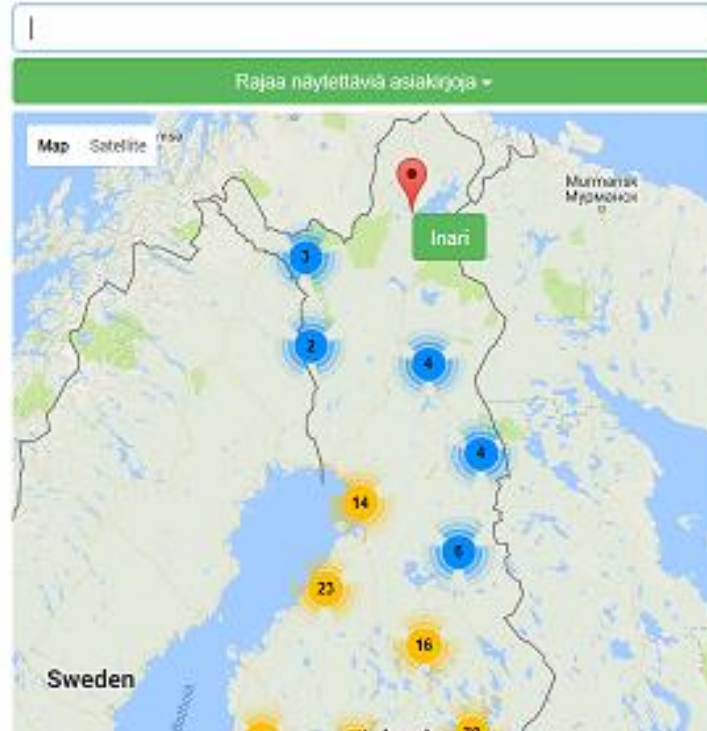 Rajaa näytettäviä asiakirjoja
Map Satellite
Murmansk
Мурманск
Inari
3
2
4
4
14
6
23
16
Sweden